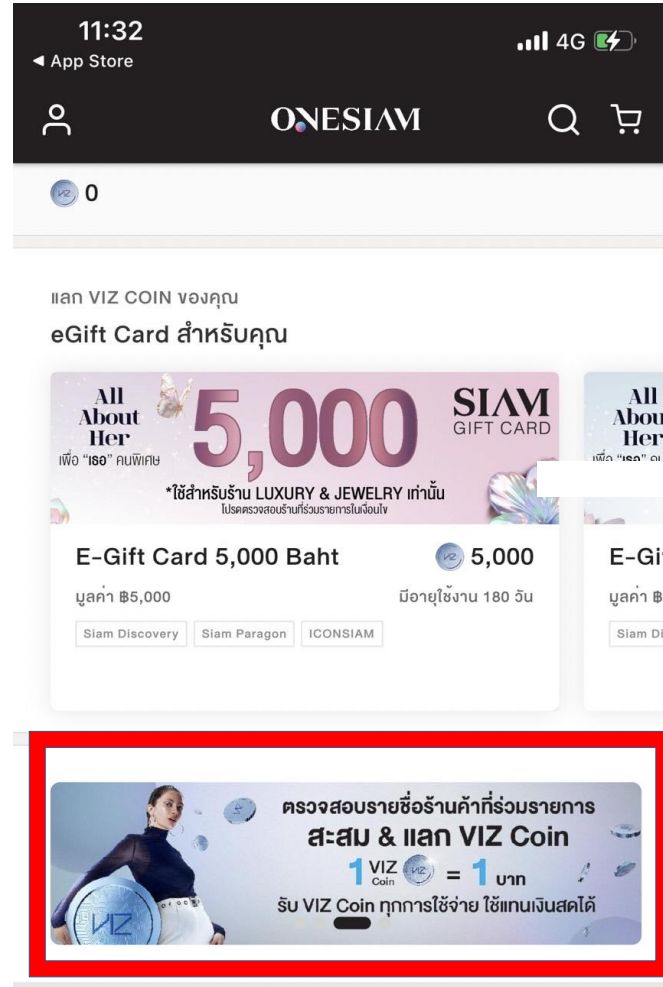 11:32
4G
◀ App Store
ONESIAM
VIZ 0
แลก VIZ COIN ของคุณ
eGift Card สำหรับคุณ
All
About
Her
เพื่อ “เธอ” คนพิเศษ
5,000
SIAM
GIFT CARD
*ใช้สำหรับร้าน LUXURY & JEWELRY เท่านั้น
โปรดตรวจสอบร้านที่ร่วมรายการในเงื่อนไข
E-Gift Card 5,000 Baht
VIZ 5,000
มูลค่า ฿5,000
มีอายุใช้งาน 180 วัน
Siam Discovery
Siam Paragon
ICONSIAM
All
Abou
Her
E-Gi
มูลค่า ฿
Siam Di
ตรวจสอบรายชื่อร้านค้าที่ร่วมรายการ
สะสม & แลก VIZ Coin
1 VIZ Coin VIZ = 1 บาท
รับ VIZ Coin ทุกการใช้จ่าย ใช้แทนเงินสดได้
VIZ